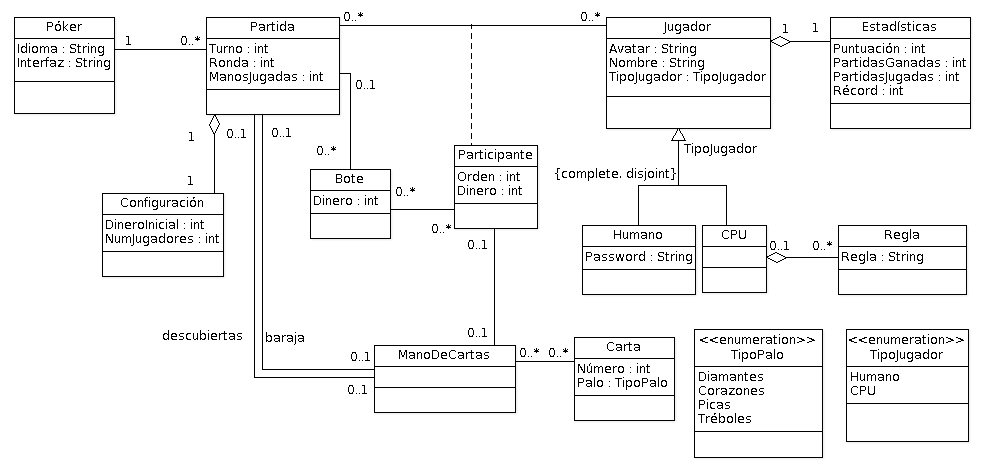 Póker
Idioma : String
Interfaz : String
1
0..*
Partida
Turno : int
Ronda : int
ManosJugadas : int
0..*
0..*
Jugador
Avatar : String
Nombre : String
TipoJugador : TipoJugador
1
1
Estadísticas
Puntuación : int
PartidasGanadas : int
PartidasJugadas : int
Récord : int
0..1
1
0..1
0..1
0..*
1
Configuración
DineroInicial : int
NumJugadores : int
Bote
Dinero : int
0..*
0..*
Participante
Orden : int
Dinero : int
0..1
TipoJugador
{complete. disjoint}
Humano
Password : String
CPU
0..1
0..*
Regla
Regla : String
descubiertas
baraja
0..1
0..1
0..1
ManoDeCartas
0..*
0..*
Carta
Número : int
Palo : TipoPalo
<<enumeration>>
TipoPalo
Diamantes
Corazones
Picas
Tréboles
<<enumeration>>
TipoJugador
Humano
CPU